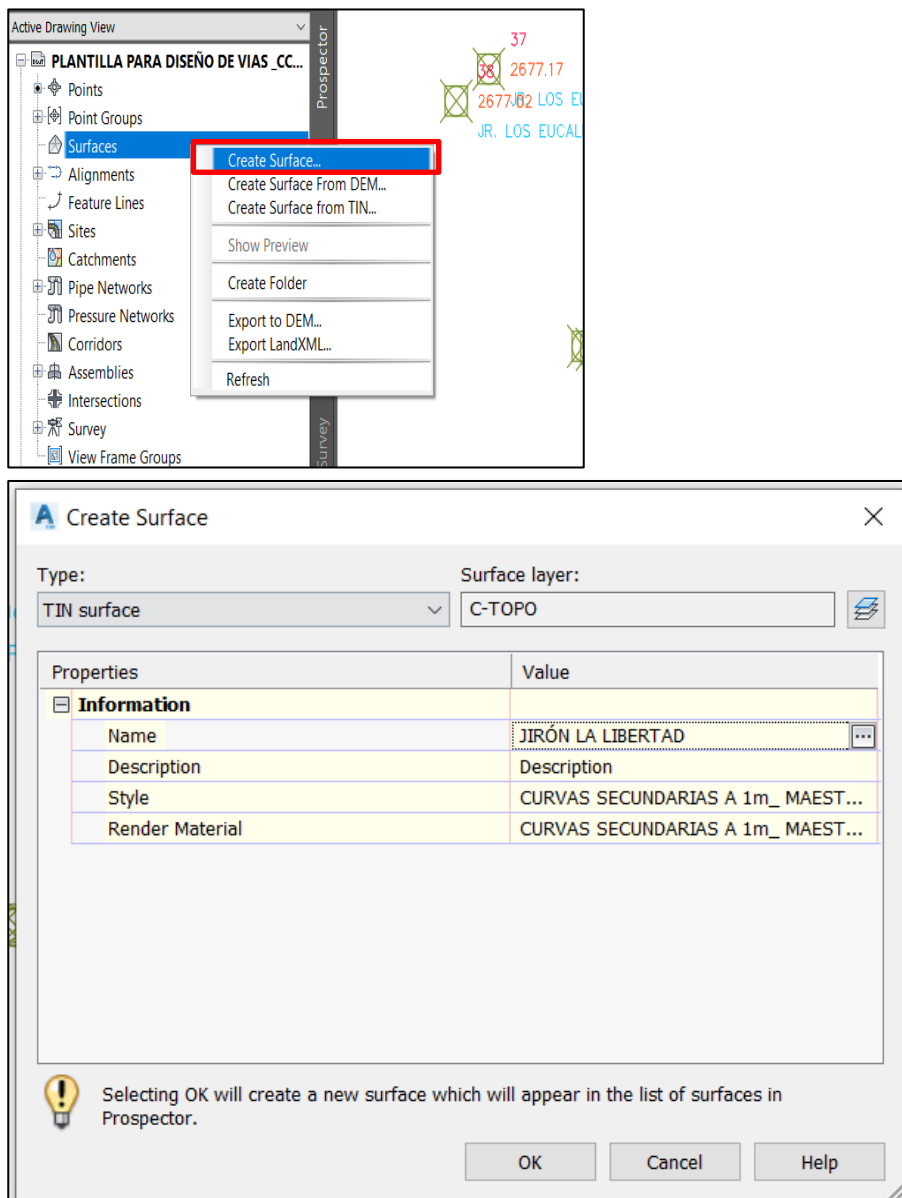 Active Drawing View
PLANTILLA PARA DISEÑO DE VIAS _CC...
Points
Point Groups
Surfaces
Alignments
Feature Lines
Sites
Catchments
Pipe Networks
Pressure Networks
Corridors
Assemblies
Intersections
Survey
View Frame Groups
Prospector
Survey
Create Surface...
Create Surface From DEM...
Create Surface from TIN...
Show Preview
Create Folder
Export to DEM...
Export LandXML...
Refresh
37
2677.17
JR. LOS EU
38
2677.02
JR. LOS EUCAL
Create Surface
Type:
Surface layer:
TIN surface
C-TOPO
Properties
Value
Information
Name
JIRÓN LA LIBERTAD
...
Description
Description
Style
CURVAS SECUNDARIAS A 1m_ MAEST...
Render Material
CURVAS SECUNDARIAS A 1m_ MAEST...
Selecting OK will create a new surface which will appear in the list of surfaces in
Prospector.
OK
Cancel
Help